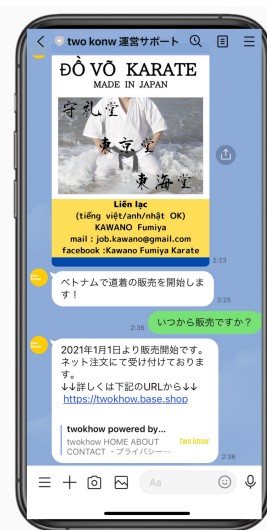 two konw 運営サポート
ĐỒ VÕ KARATE
MADE IN JAPAN
守礼堂
東京堂
東海堂
Liên lạc
(tiếng việt/anh/nhật OK)
KAWANO Fumiya
mail : job.kawano@gmail.com
facebook :Kawano Fumiya Karate
2:23
ベトナムで道着の販売を開始しま
す！
2:25
いつから販売ですか？
2:36
2021年1月1日より販売開始です。
ネット注文にて受け付けておりま
す。
↓↓詳しくは下記のURLから↓↓
https://twokhow.base.shop
twokhow powered by...
twokhow HOME ABOUT
CONTACT ・プライバシー…
two know
2:36
Aa